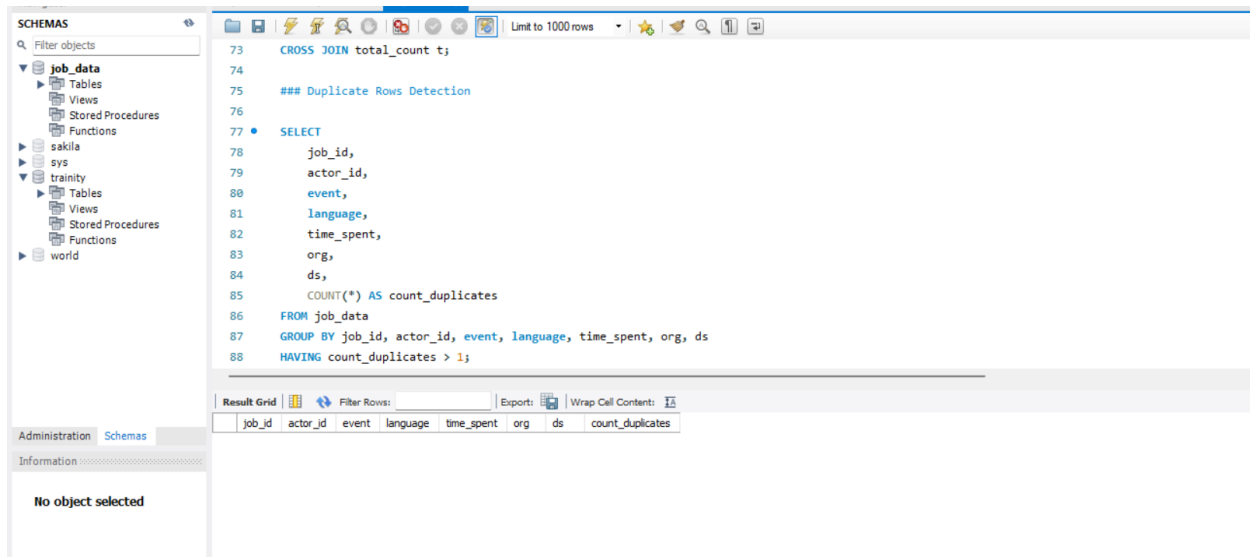 SCHEMAS
Filter objects
job_data
Tables
Views
Stored Procedures
Functions
sakila
sys
trainity
Tables
Views
Stored Procedures
Functions
world
Administration Schemas
Information
No object selected
Limit to 1000 rows
73 CROSS JOIN total_count t;
74
75 ### Duplicate Rows Detection
76
77 SELECT
78 job_id,
79 actor_id,
80 event,
81 language,
82 time_spent,
83 org,
84 ds,
85 COUNT(*) AS count_duplicates
86 FROM job_data
87 GROUP BY job_id, actor_id, event, language, time_spent, org, ds
88 HAVING count_duplicates > 1;
Result Grid Filter Rows: Export: Wrap Cell Content: IA
job_id actor_id event language time_spent org ds count_duplicates